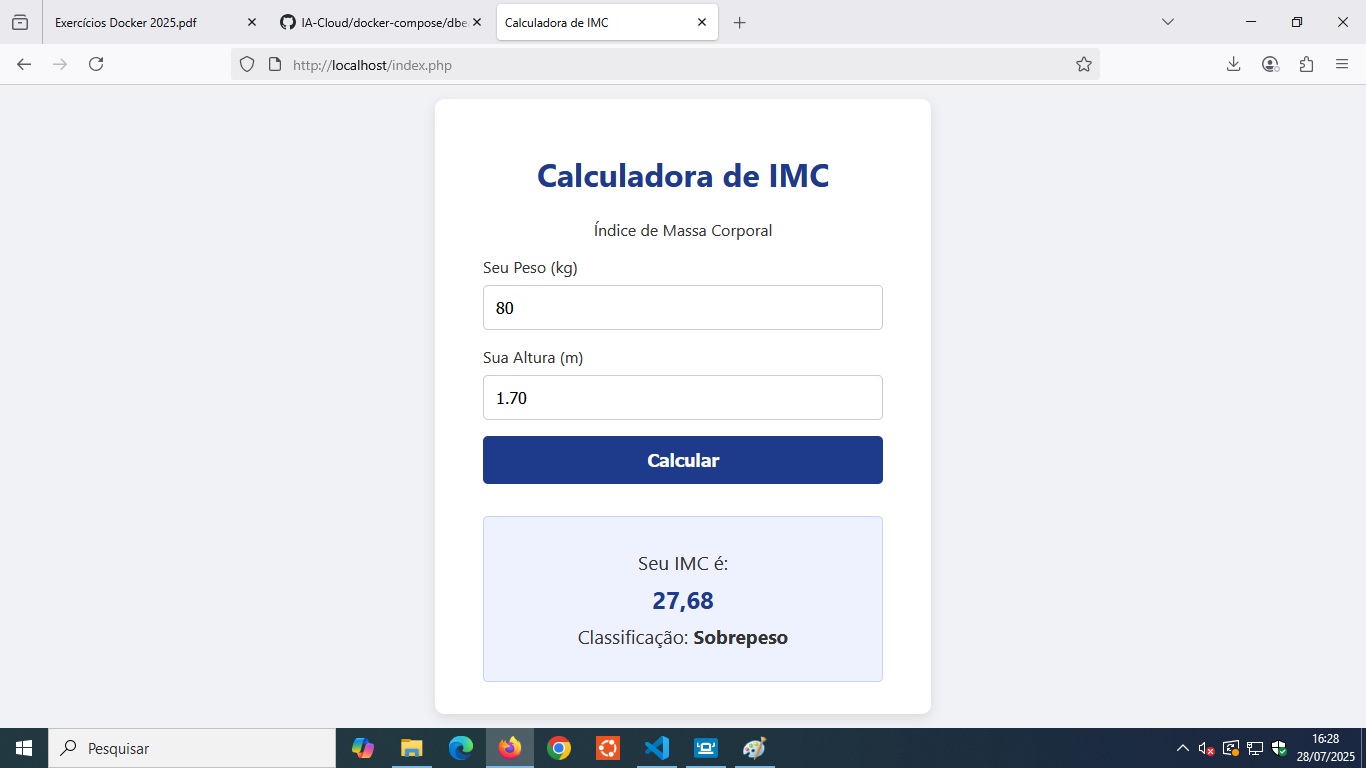 Exercícios Docker 2025.pdf
IA-Cloud/docker-compose/dbe
Calculadora de IMC
http://localhost/index.php
Calculadora de IMC
Índice de Massa Corporal
Seu Peso (kg)
80
Sua Altura (m)
1.70
Calcular
Seu IMC é:
27,68
Classificação: Sobrepeso
Pesquisar
16:28
28/07/2025